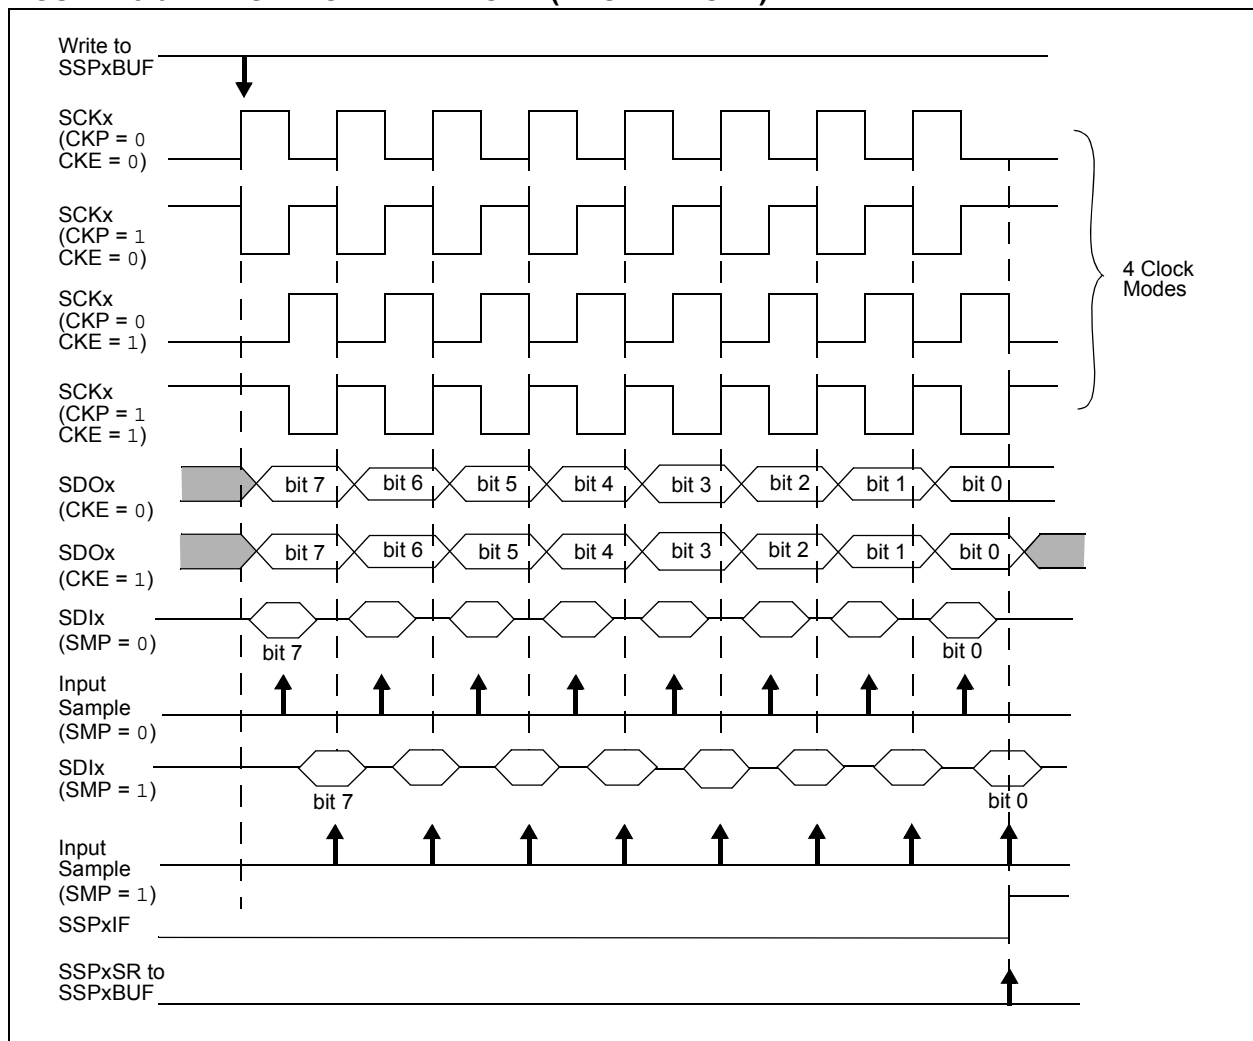 Write to
SSPxBUF
SCKx
(CKP = 0
CKE = 0)
SCKx
(CKP = 1
CKE = 0)
SCKx
(CKP = 0
CKE = 1)
SCKx
(CKP = 1
CKE = 1)
4 Clock
Modes
SDOx
(CKE = 0)
bit 7 bit 6 bit 5 bit 4 bit 3 bit 2 bit 1 bit 0
SDOx
(CKE = 1)
bit 7 bit 6 bit 5 bit 4 bit 3 bit 2 bit 1 bit 0
SDIx
(SMP = 0)
bit 7 bit 0
Input
Sample
(SMP = 0)
SDIx
(SMP = 1)
bit 7 bit 0
Input
Sample
(SMP = 1)
SSPxIF
SSPxSR to
SSPxBUF